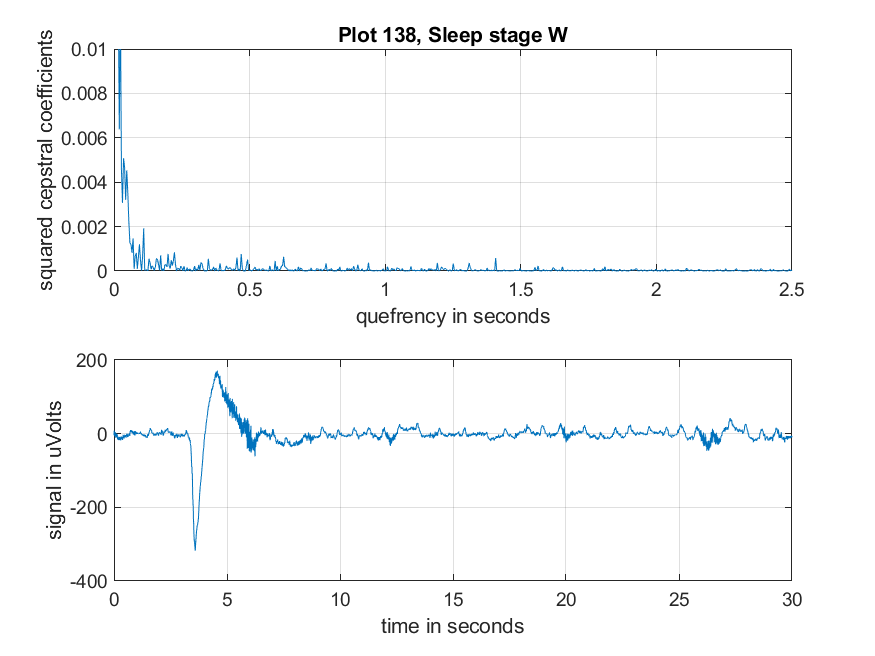 Plot 138, Sleep stage W
squared cepstral coefficients
0.01
0.008
0.006
0.004
0.002
0
0 0.5 1 1.5 2 2.5
quefrency in seconds
signal in uVolts
200
0
-200
-400
0 5 10 15 20 25 30
time in seconds